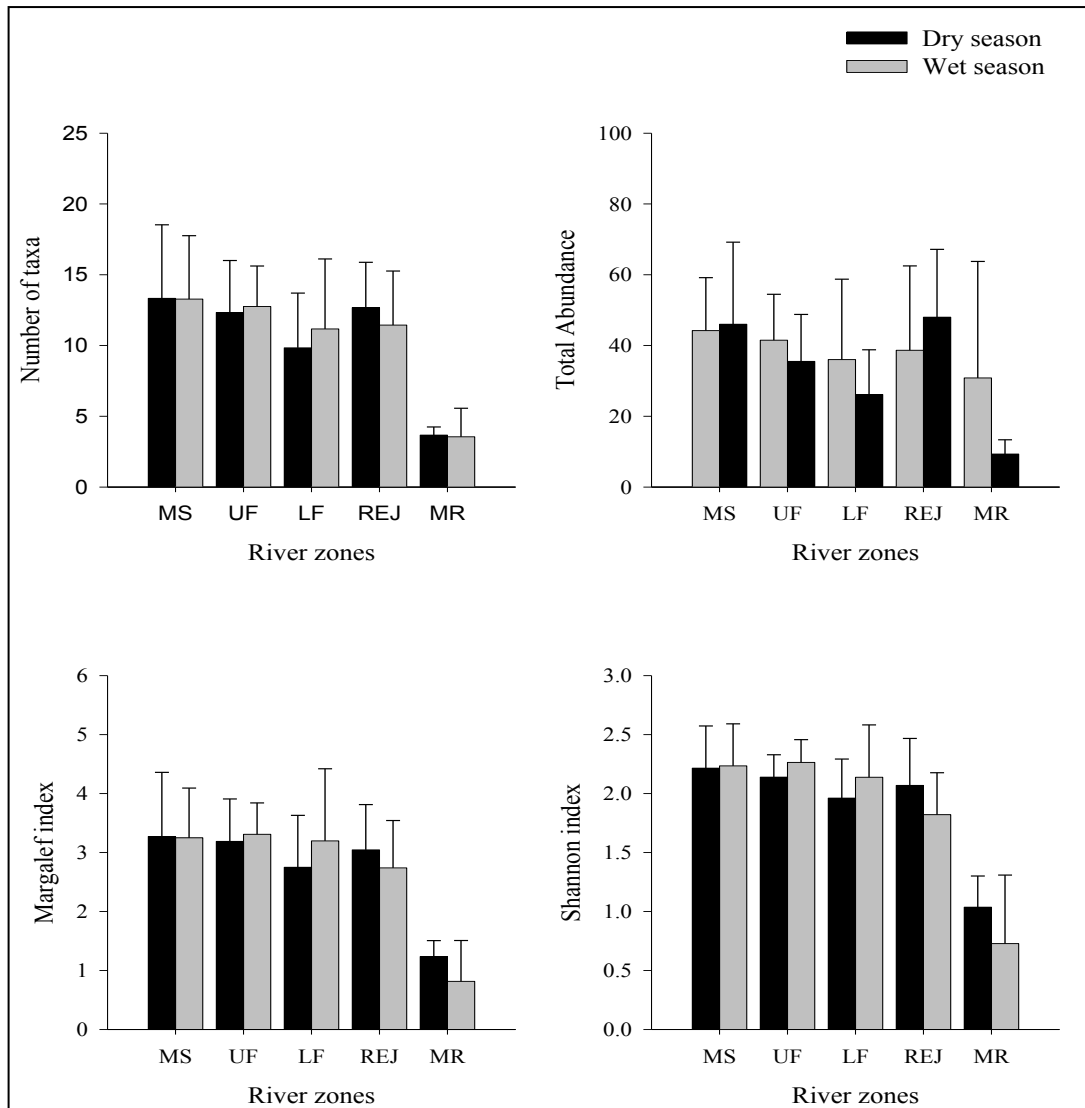 Dry season
Wet season
25
20
15
10
5
0
Number of taxa
MS UF LF REJ MR
River zones
100
80
60
40
20
0
Total Abundance
MS UF LF REJ MR
River zones
6
5
4
3
2
1
0
Margalef index
MS UF LF REJ MR
River zones
3.0
2.5
2.0
1.5
1.0
0.5
0.0
Shannon index
MS UF LF REJ MR
River zones